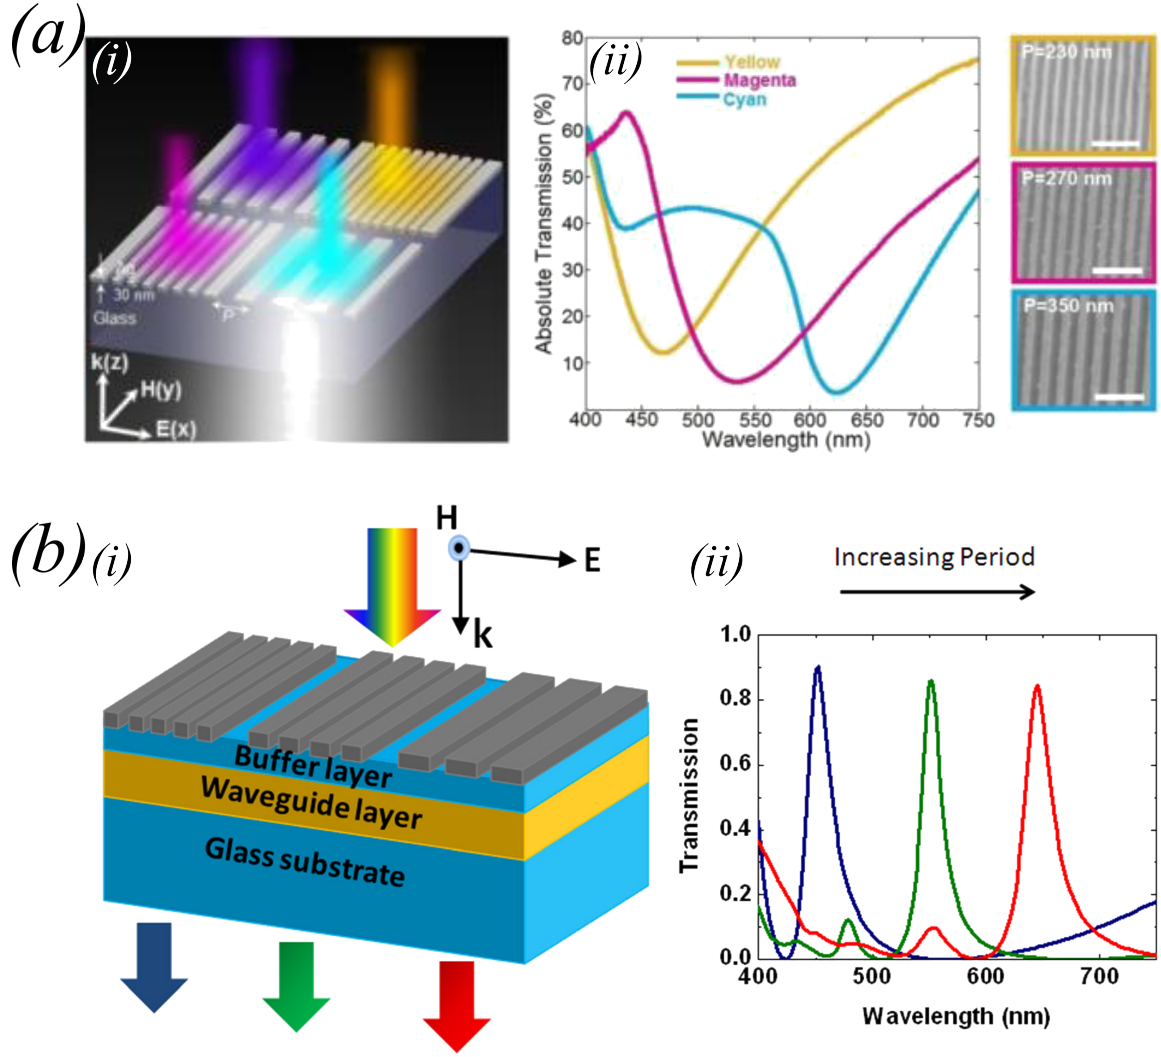 (a)
(i)
30 nm
P
Glass
k(z)
H(y)
E(x)
(ii)
Yellow
Magenta
Cyan
Absolute Transmission (%)
80
70
60
50
40
30
20
10
400 450 500 550 600 650 700 750
Wavelength (nm)
P=230 nm
P=270 nm
P=350 nm
(b)
(i)
H
E
k
Buffer layer
Waveguide layer
Glass substrate
(ii)
Increasing Period
Transmission
1.0
0.8
0.6
0.4
0.2
0.0
400 500 600 700
Wavelength (nm)